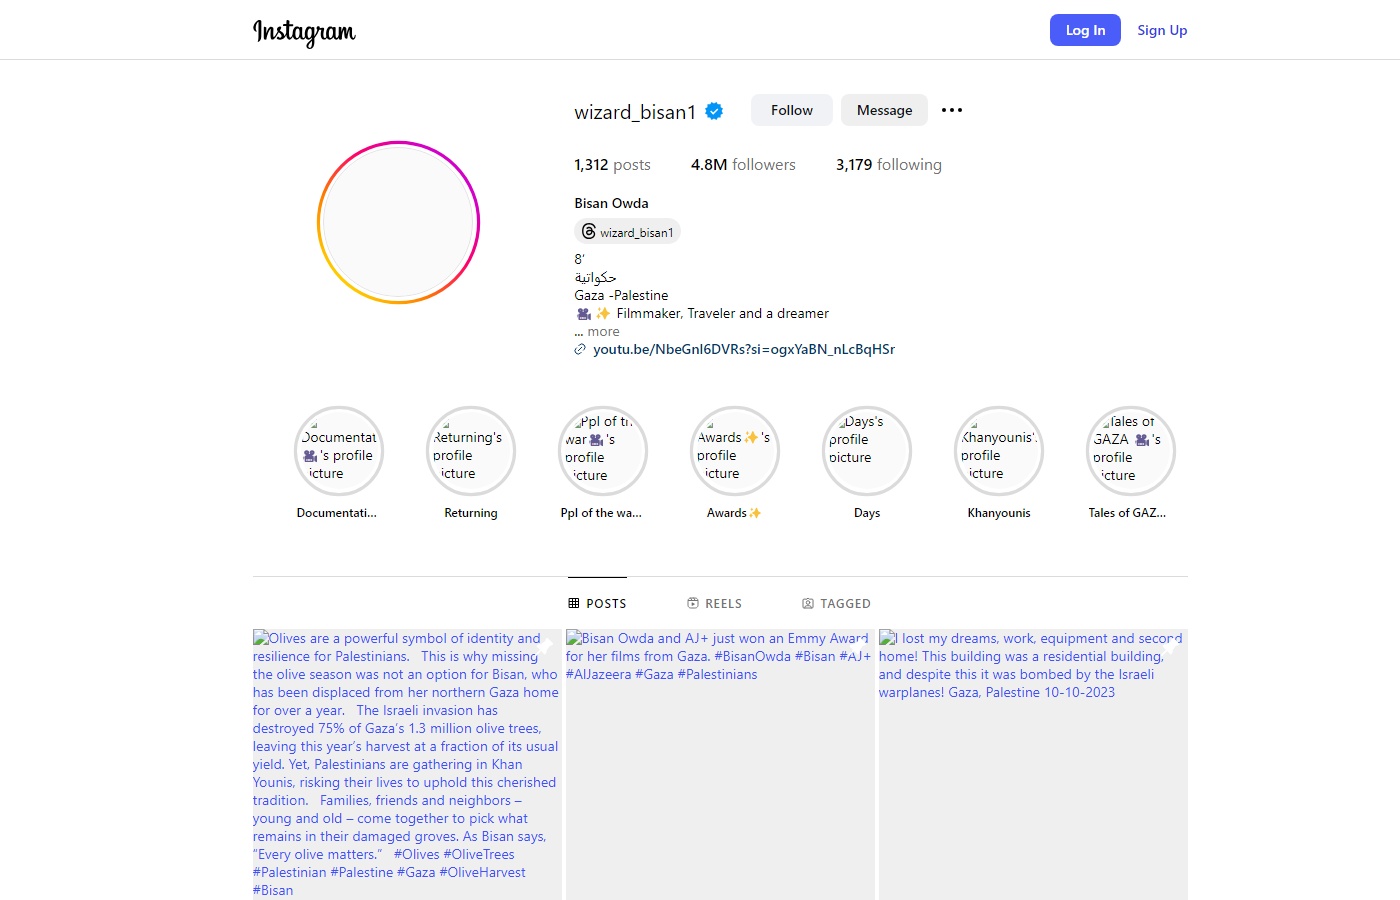 Instagram
Log In
Sign Up
wizard_bisan1
Follow
Message
1,312 posts
4.8M followers
3,179 following
Bisan Owda
wizard_bisan1
8'
حكواتية
Gaza -Palestine
🎥✨ Filmmaker, Traveler and a dreamer
... more
youtu.be/NbeGnI6DVRs?si=ogxYaBN_nLcBqHSr
Documentat
🎥's profile
icture
Documentati...
Returning's
profile
icture
Returning
Ppl of th
war🎥's
profile
icture
Ppl of the wa...
Awards✨'s
profile
icture
Awards✨
Days's
profile
picture
Days
Khanyounis'
profile
icture
Khanyounis
Tales of
GAZA 🎥's
profile
icture
Tales of GAZ...
POSTS
REELS
TAGGED
Olives are a powerful symbol of identity and
resilience for Palestinians. This is why missing
the olive season was not an option for Bisan, who
has been displaced from her northern Gaza home
for over a year. The Israeli invasion has
destroyed 75% of Gaza's 1.3 million olive trees,
leaving this year's harvest at a fraction of its usual
yield. Yet, Palestinians are gathering in Khan
Younis, risking their lives to uphold this cherished
tradition. Families, friends and neighbors –
young and old – come together to pick what
remains in their damaged groves. As Bisan says,
"Every olive matters." #Olives #OliveTrees
#Palestinian #Palestine #Gaza #OliveHarvest
#Bisan
Bisan Owda and AJ+ just won an Emmy Award
for her films from Gaza. #BisanOwda #Bisan #AJ+
#AlJazeera #Gaza #Palestinians
I lost my dreams, work, equipment and second
home! This building was a residential building,
and despite this it was bombed by the Israeli
warplanes! Gaza, Palestine 10-10-2023